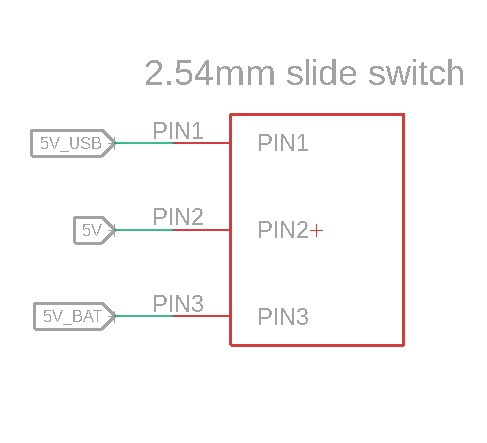 2.54mm slide switch
5V_USB PIN1 PIN1
5V PIN2 PIN2+
5V_BAT PIN3 PIN3